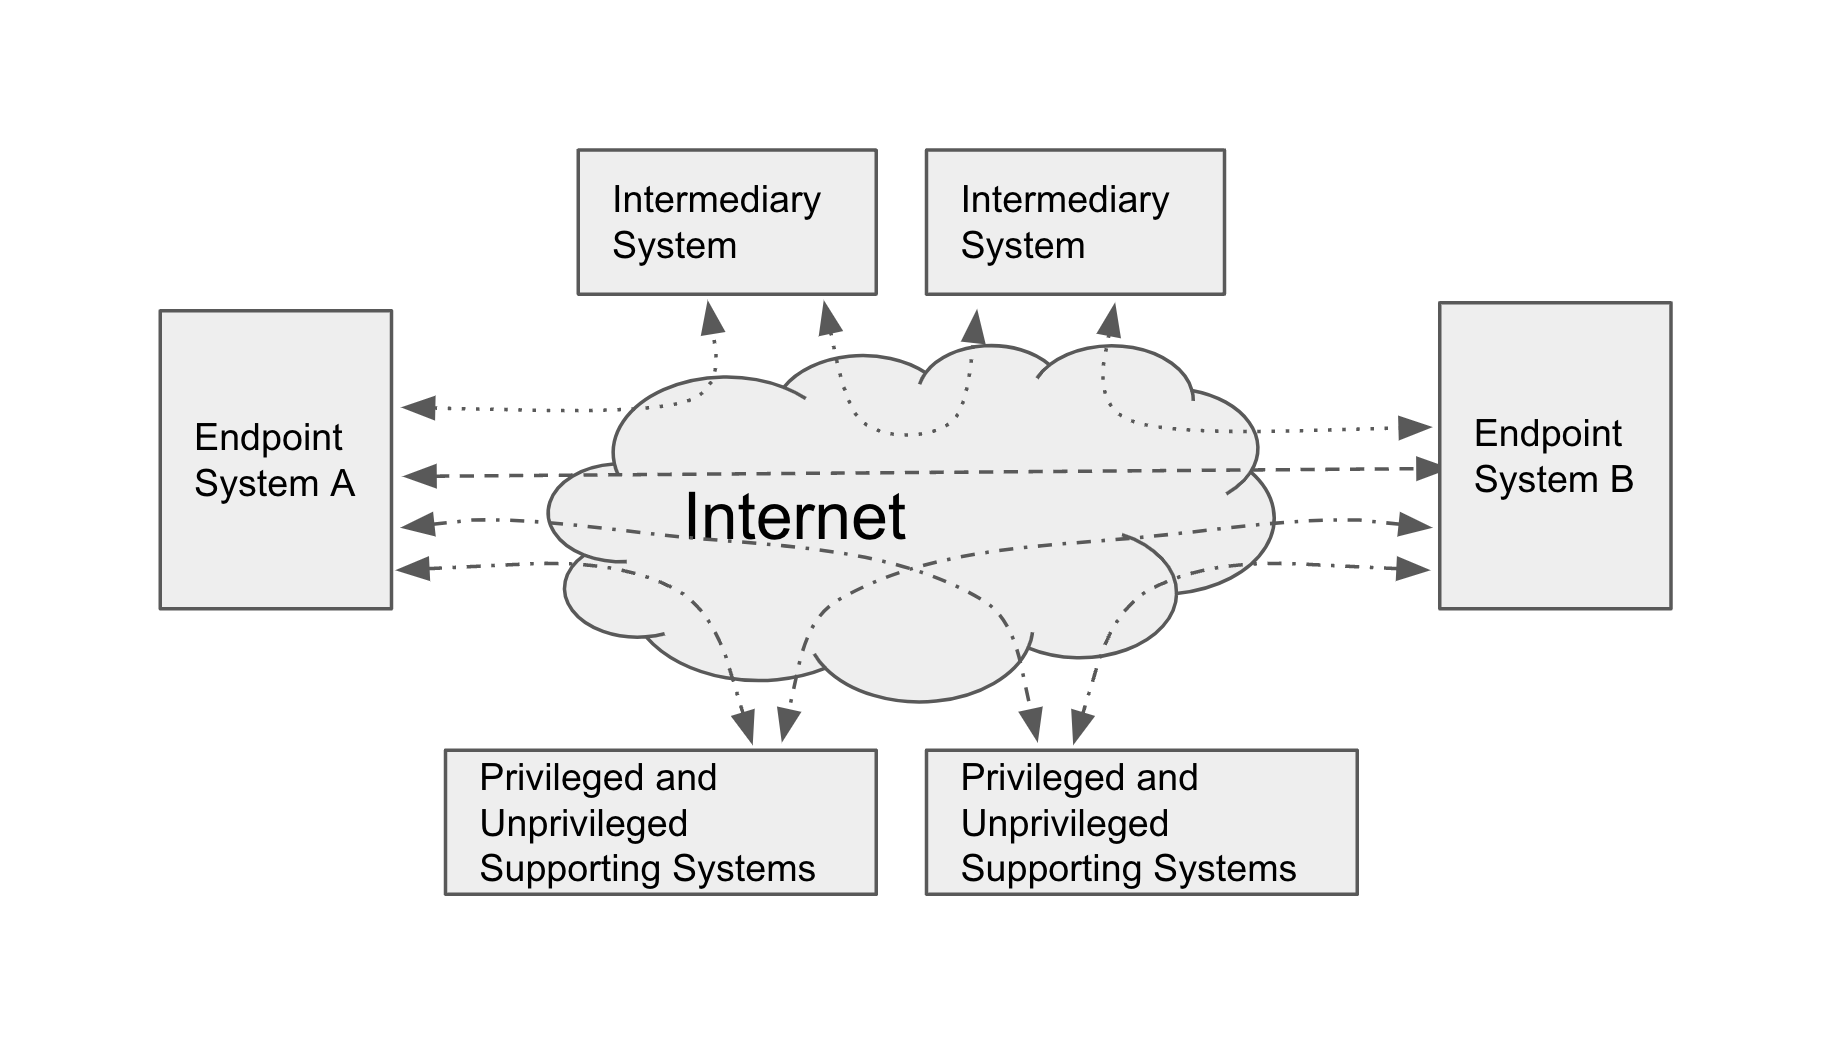 Intermediary
System
Intermediary
System
Endpoint
System A
Endpoint
System B
Internet
Privileged and
Unprivileged
Supporting Systems
Privileged and
Unprivileged
Supporting Systems